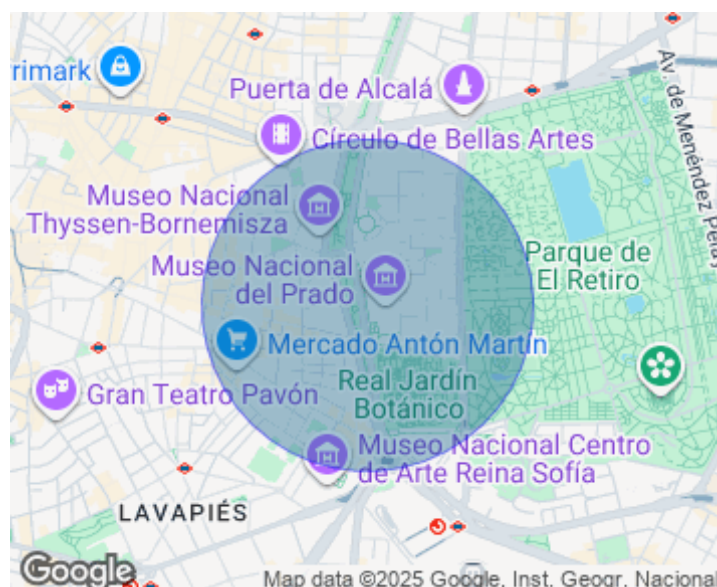 rimark
Puerta de Alcalá
Círculo de Bellas Artes
Av. de Menéndez Pelay
Museo Nacional
Thyssen-Bornemisza
Museo Nacional
del Prado
Parque de
El Retiro
Mercado Antón Martín
Gran Teatro Pavón
Real Jardín
Botánico
Museo Nacional Centro
de Arte Reina Sofía
LAVAPIÉS
Google
Map data ©2025 Google, Inst. Geogr. Nacional